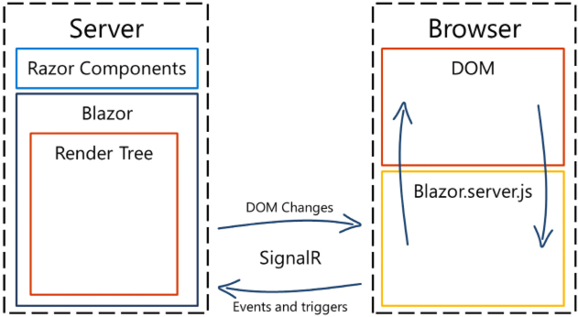 Server
Razor Components
Blazor
Render Tree
DOM Changes
SignalR
Events and triggers
Browser
DOM
Blazor.server.js